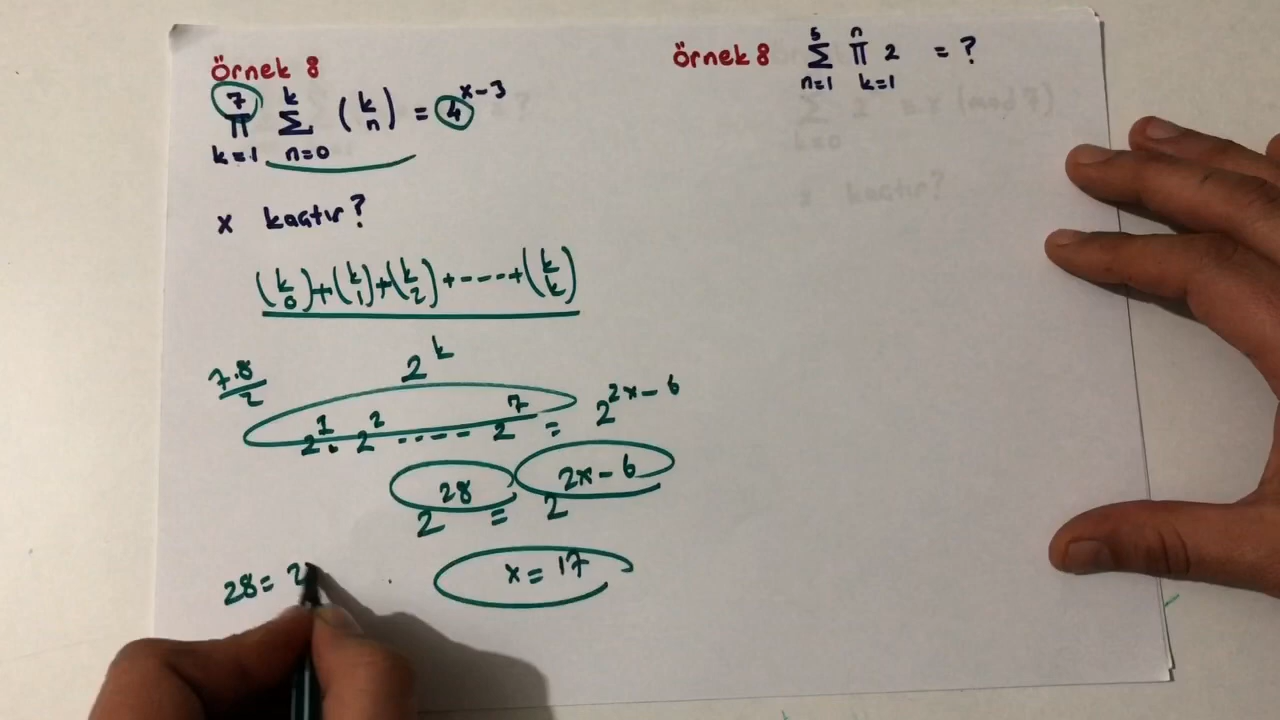 Örnek 8
7 k
Π Σ (k n) = 4^x-3
k=1 n=0
x kaçtır?
(k 0)+(k 1)+(k 2)+----+(k k)
7.8
2
2^k
2^1 . 2^2 ---- 2^7 = 2^2x-6
2^28 = 2^2x-6
x = 17
28 = 2
Örnek 8
5 n
Σ Π 2 = ?
n=1 k=1